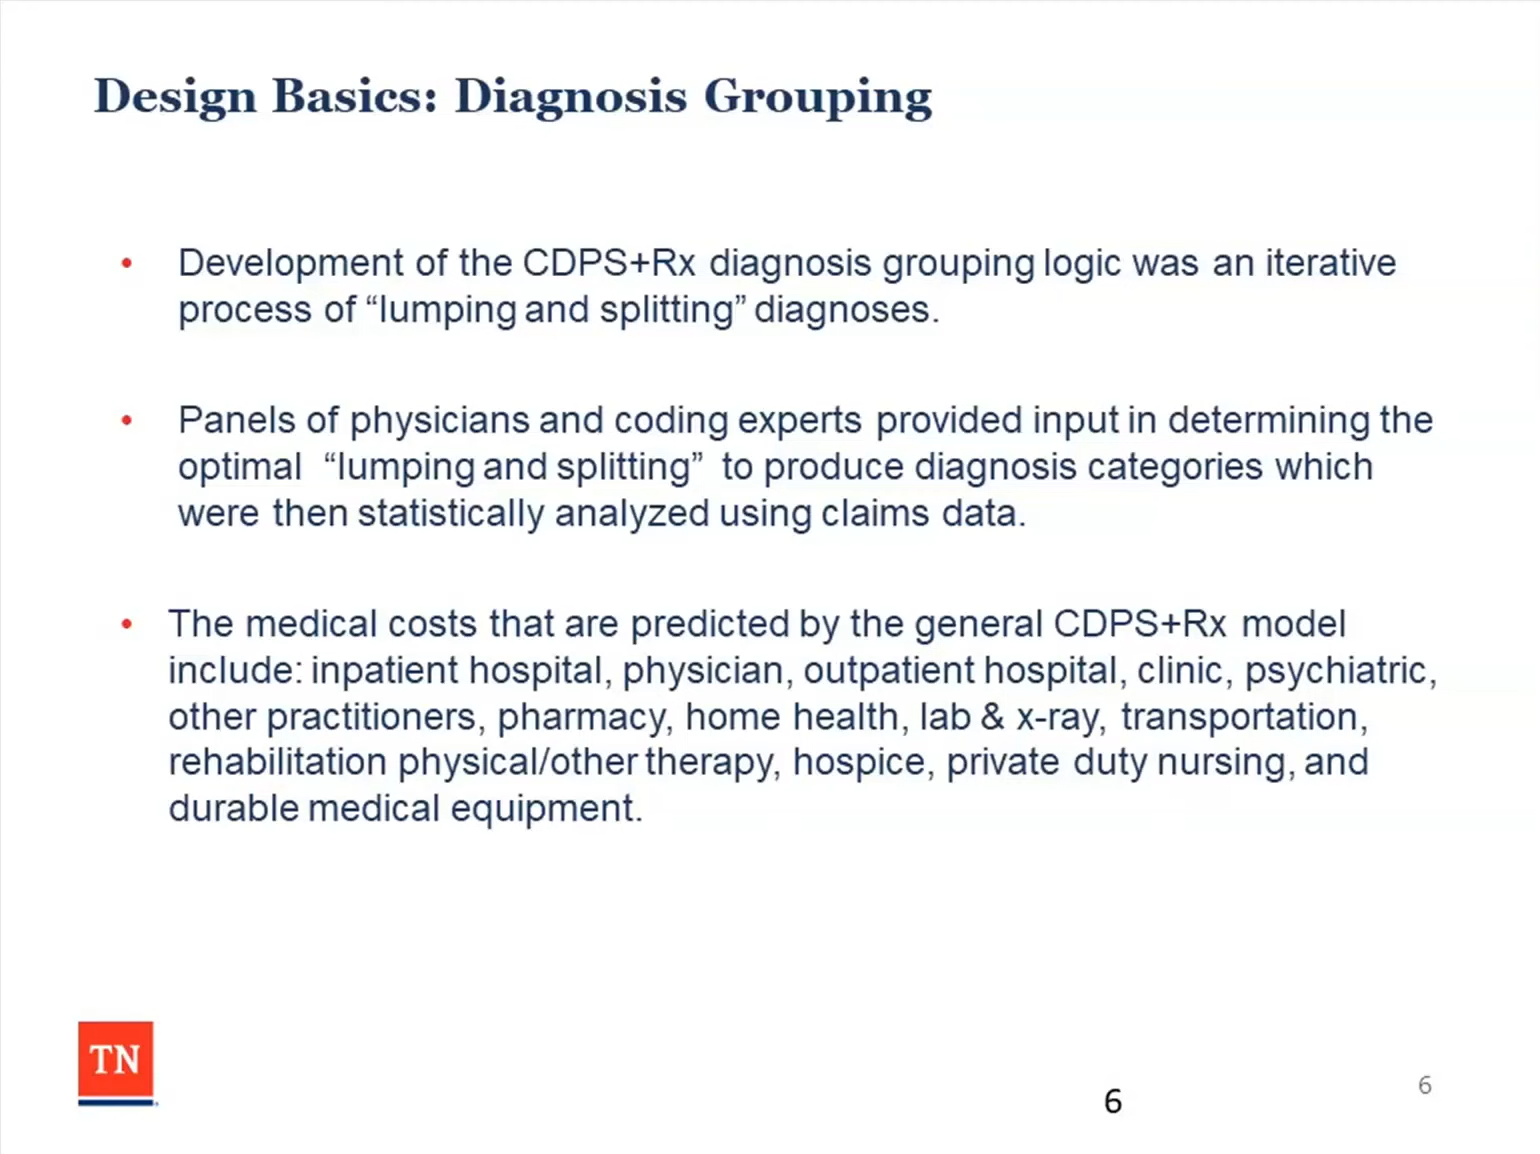 Design Basics: Diagnosis Grouping
• Development of the CDPS+Rx diagnosis grouping logic was an iterative
process of “lumping and splitting” diagnoses.
• Panels of physicians and coding experts provided input in determining the
optimal “lumping and splitting” to produce diagnosis categories which
were then statistically analyzed using claims data.
• The medical costs that are predicted by the general CDPS+Rx model
include: inpatient hospital, physician, outpatient hospital, clinic, psychiatric,
other practitioners, pharmacy, home health, lab & x-ray, transportation,
rehabilitation physical/other therapy, hospice, private duty nursing, and
durable medical equipment.
TN
6
6